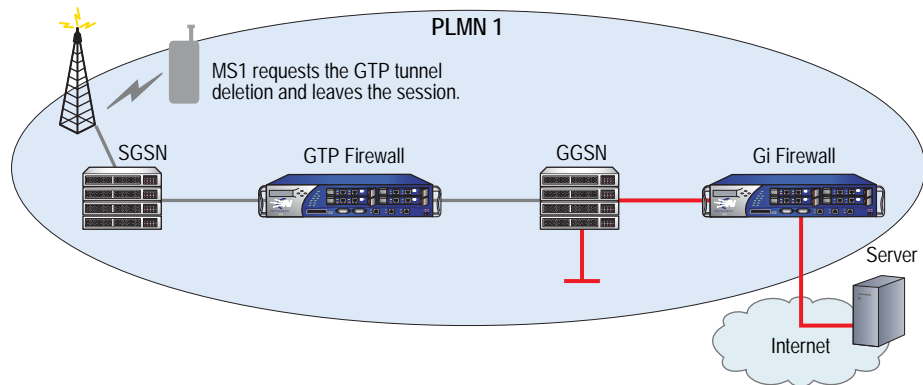 PLMN 1
MS1 requests the GTP tunnel
deletion and leaves the session.
SGSN
GTP Firewall
GGSN
Gi Firewall
Server
Internet